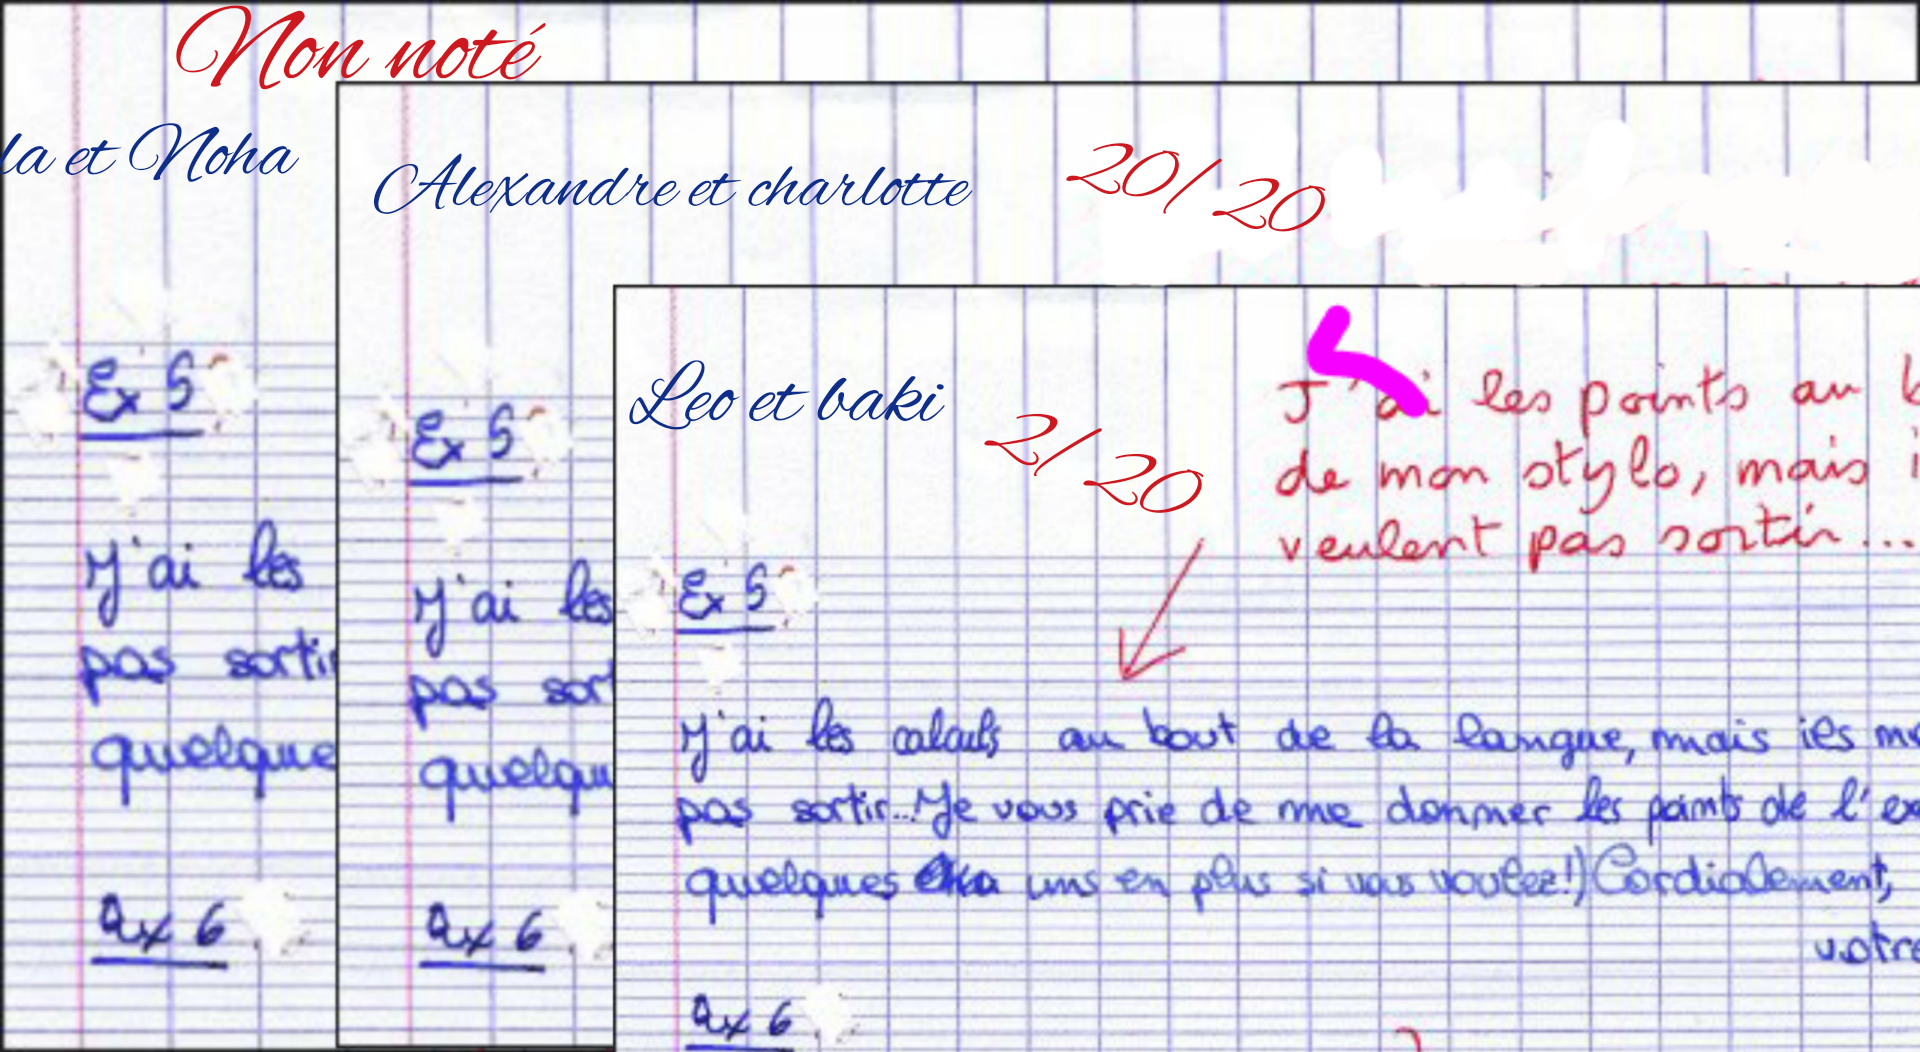 Non noté
la et Noha
Ex 5
J'ai les
pas sortir
quelque
Ex 6
Alexandre et charlotte
20/20
Ex 5
J'ai les
pas sor
quelqu
Ex 6
Leo et baki
2/20
J'ai les points au b
de mon stylo, mais i
veulent pas sortir...
Ex 5
J'ai les calculs au bout de la langue, mais ils me
pas sortir... Je vous prie de me donner les points de l'ex
quelques uns en plus si vous voulez!) Cordialement,
votre
Ex 6